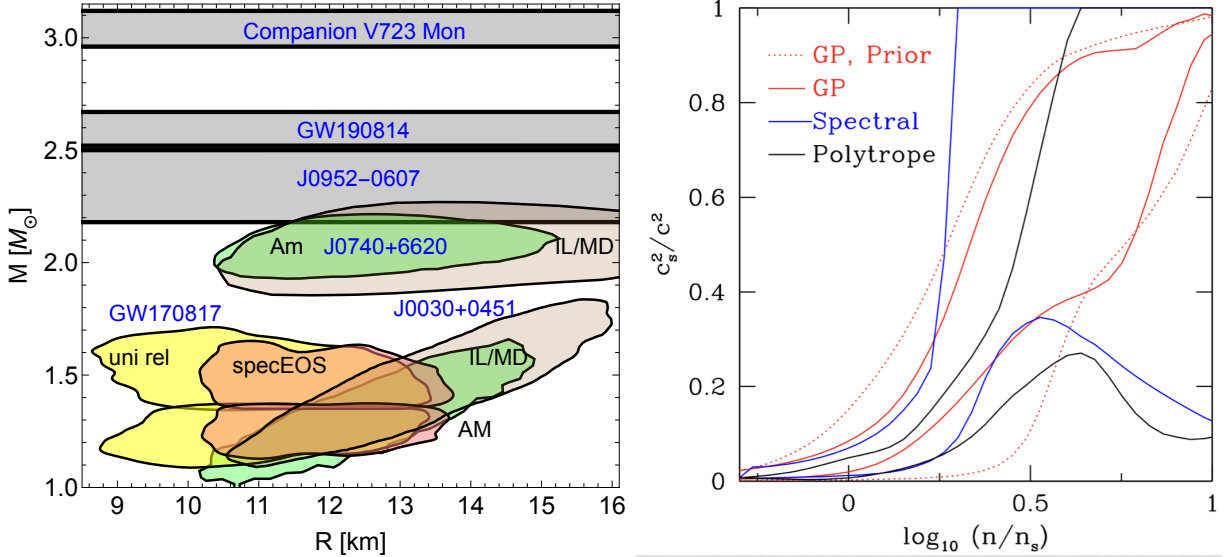 Companion V723 Mon
GW190814
J0952−0607
Am
J0740+6620
IL/MD
GW170817
J0030+0451
uni rel
specEOS
IL/MD
AM
3.0
2.5
2.0
1.5
1.0
M [M⊙]
9 10 11 12 13 14 15 16
R [km]
GP, Prior
GP
Spectral
Polytrope
1
0.8
0.6
0.4
0.2
0
c_s^2/c^2
0 0.5 1
log₁₀ (n/nₛ)